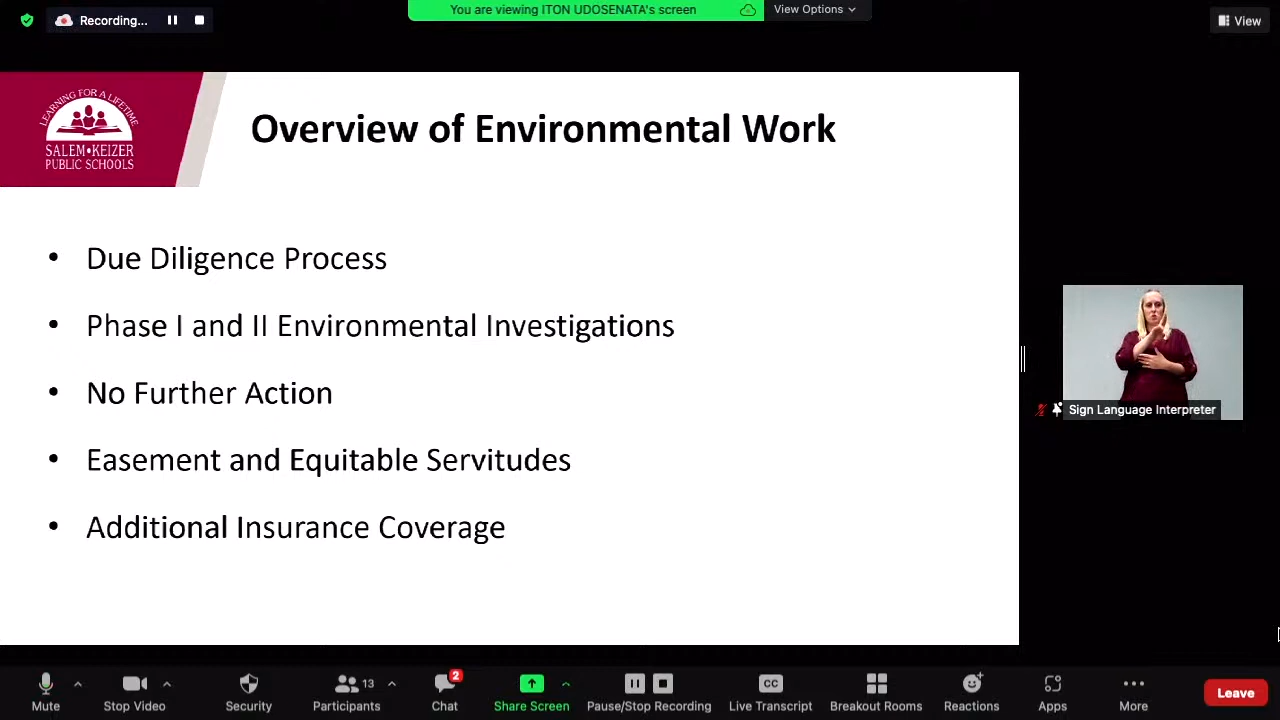 Recording...
You are viewing ITON UDOSENATA's screen
View Options
View
LEARNING FOR A LIFETIME
SALEM•KEIZER
PUBLIC SCHOOLS
Overview of Environmental Work
• Due Diligence Process
• Phase I and II Environmental Investigations
• No Further Action
• Easement and Equitable Servitudes
• Additional Insurance Coverage
Sign Language Interpreter
Mute
Stop Video
Security
Participants
13
Chat
2
Share Screen
Pause/Stop Recording
CC
Live Transcript
Breakout Rooms
Reactions
Apps
More
Leave